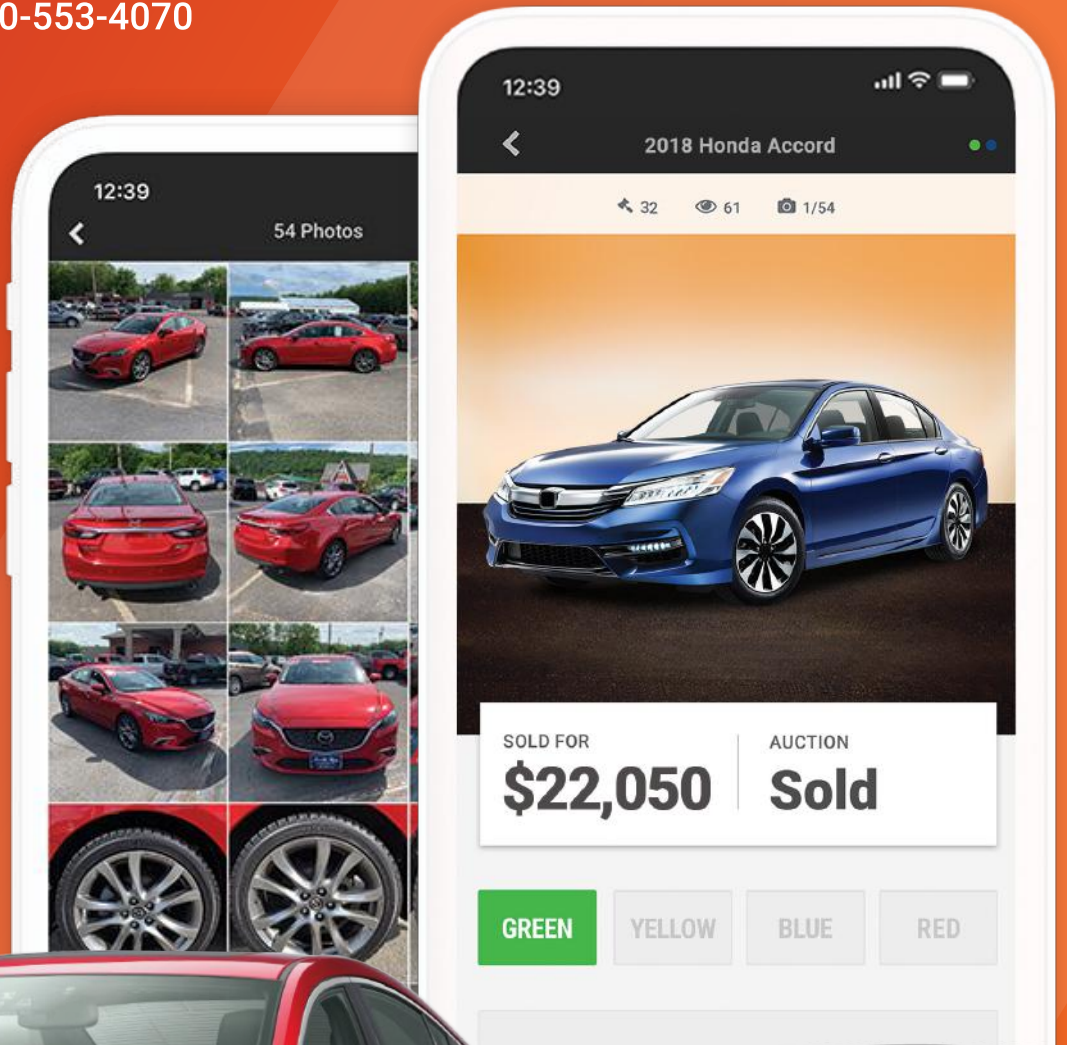 0-553-4070
12:39
54 Photos
12:39
2018 Honda Accord
32 61 1/54
SOLD FOR AUCTION
$22,050 Sold
GREEN YELLOW BLUE RED